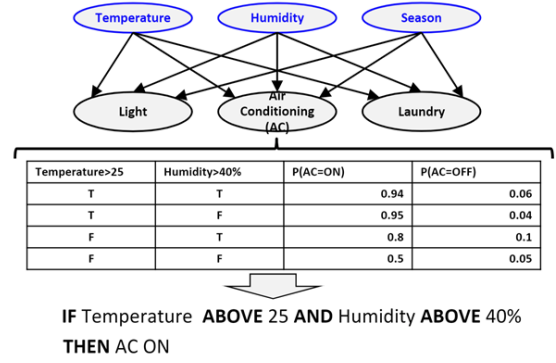 Temperature Humidity Season
Light Air Conditioning (AC) Laundry
Temperature>25 Humidity>40% P(AC=ON) P(AC=OFF)
T T 0.94 0.06
T F 0.95 0.04
F T 0.8 0.1
F F 0.5 0.05
IF Temperature ABOVE 25 AND Humidity ABOVE 40%
THEN AC ON